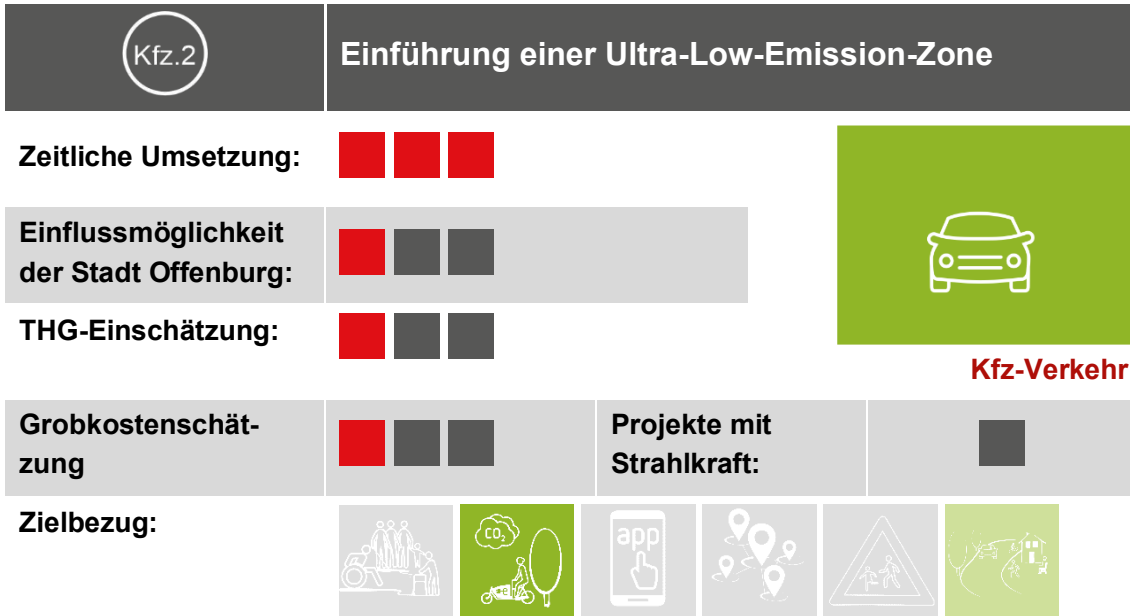 Kfz.2
Einführung einer Ultra-Low-Emission-Zone
Zeitliche Umsetzung:
Einflussmöglichkeit
der Stadt Offenburg:
THG-Einschätzung:
Kfz-Verkehr
Grobkostenschät-
zung
Projekte mit
Strahlkraft:
Zielbezug:
CO₂
app